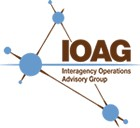 IOAG
Interagency Operations
Advisory Group